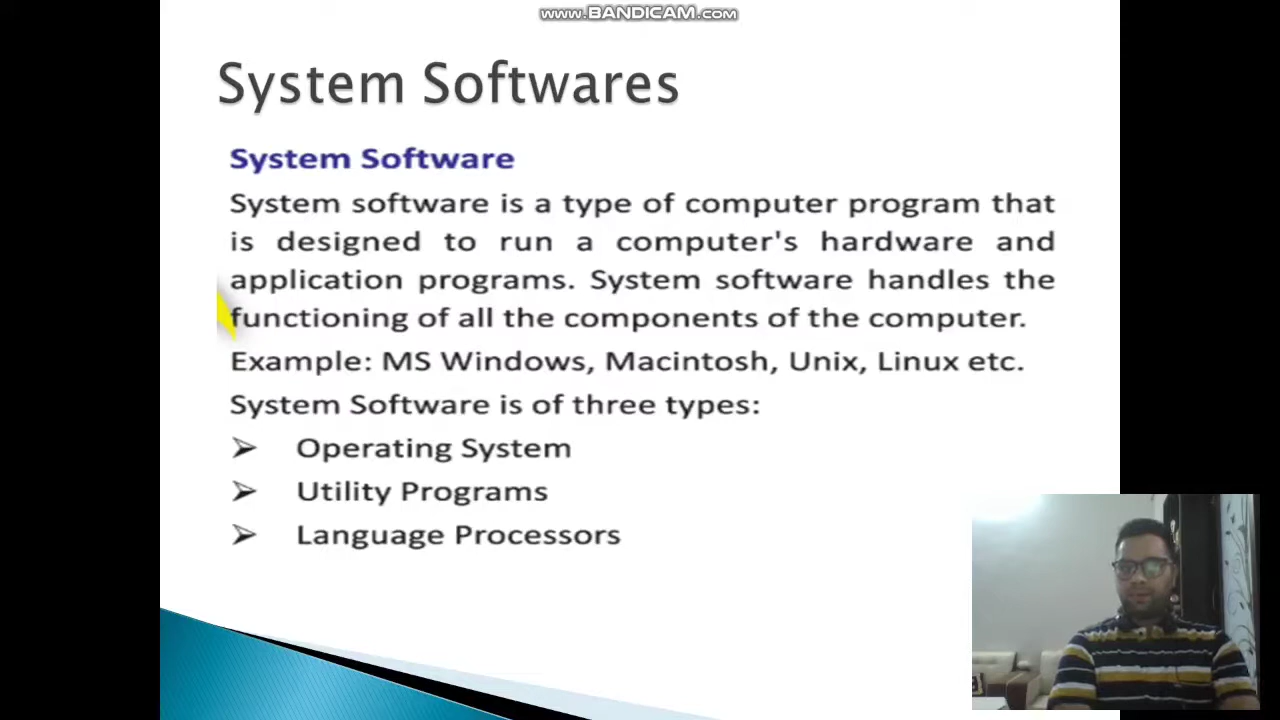 www.BANDICAM.com
System Softwares
System Software
System software is a type of computer program that
is designed to run a computer's hardware and
application programs. System software handles the
functioning of all the components of the computer.
Example: MS Windows, Macintosh, Unix, Linux etc.
System Software is of three types:
➢ Operating System
➢ Utility Programs
➢ Language Processors